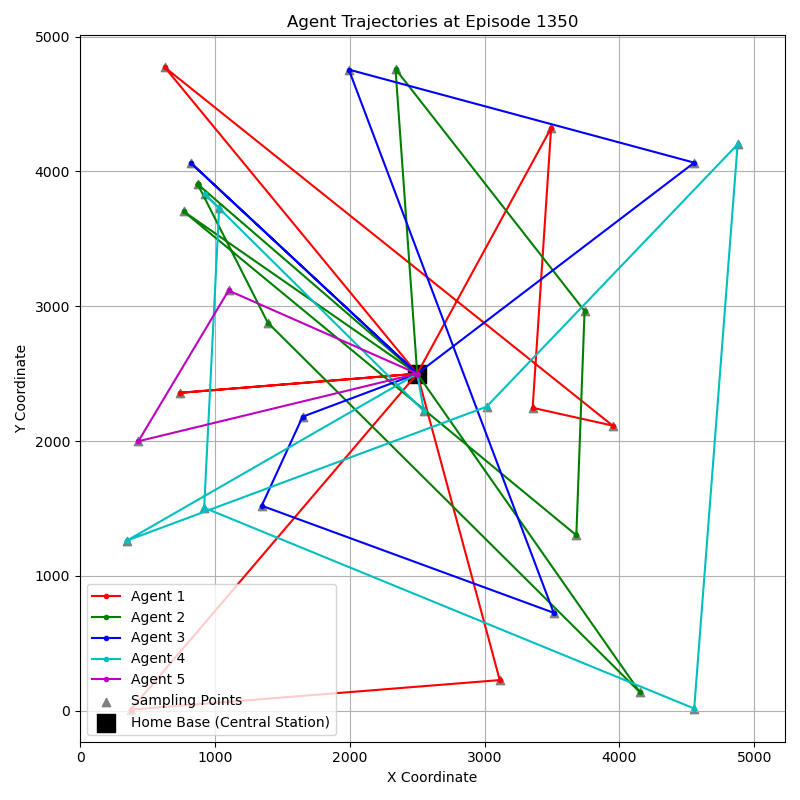 Agent Trajectories at Episode 1350
Y Coordinate
5000
4000
3000
2000
1000
0
Agent 1
Agent 2
Agent 3
Agent 4
Agent 5
Sampling Points
Home Base (Central Station)
0 1000 2000 3000 4000 5000
X Coordinate